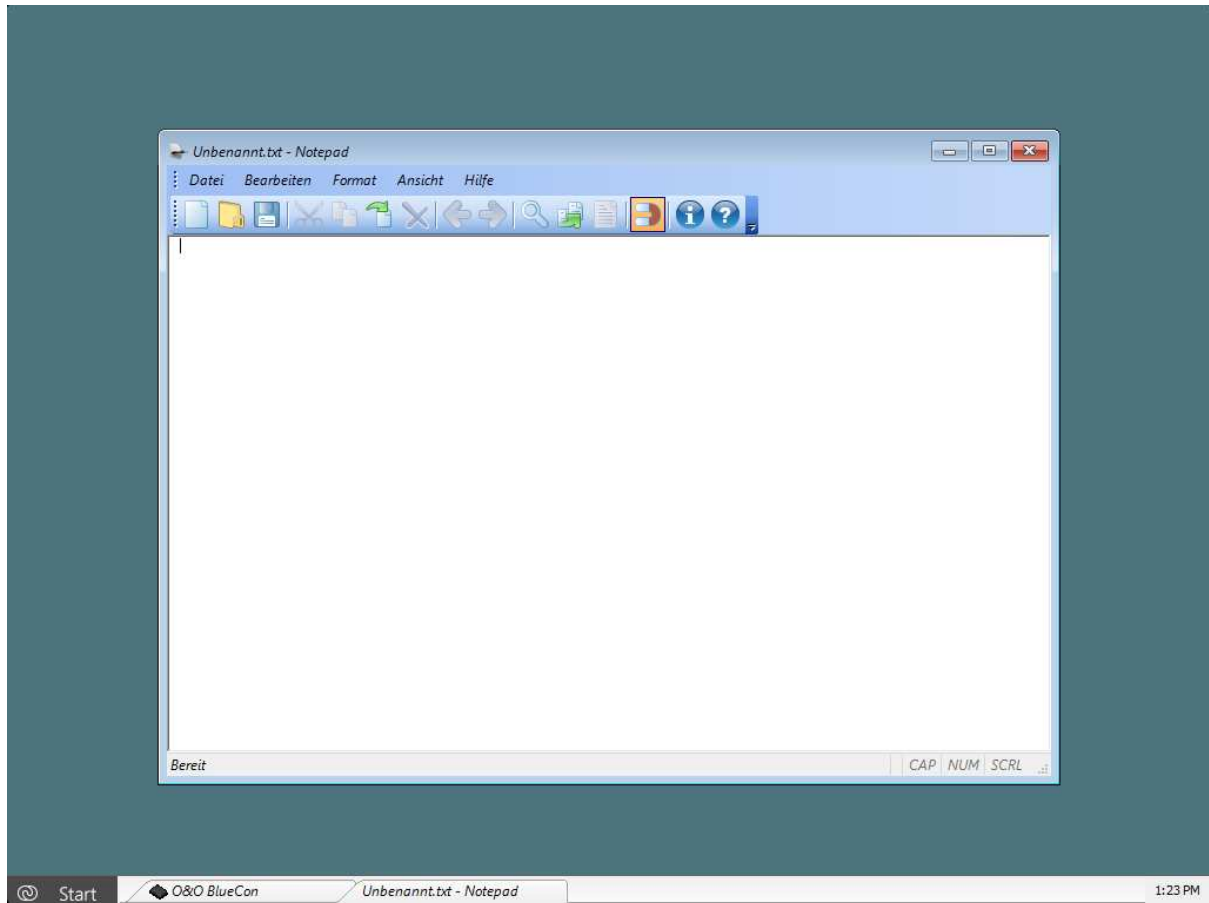 Unbenannt.txt - Notepad
Datei Bearbeiten Format Ansicht Hilfe
Bereit CAP NUM SCRL
Start O&O BlueCon Unbenannt.txt - Notepad 1:23 PM